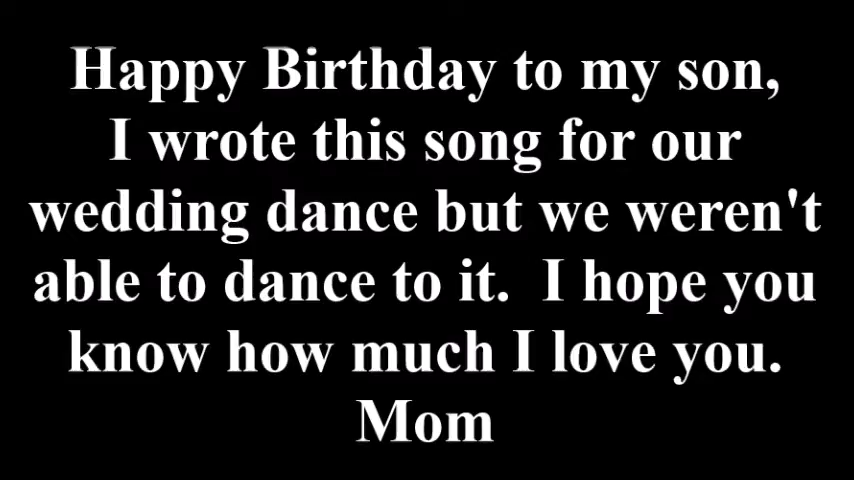 Happy Birthday to my son,
I wrote this song for our
wedding dance but we weren't
able to dance to it.  I hope you
know how much I love you.
Mom